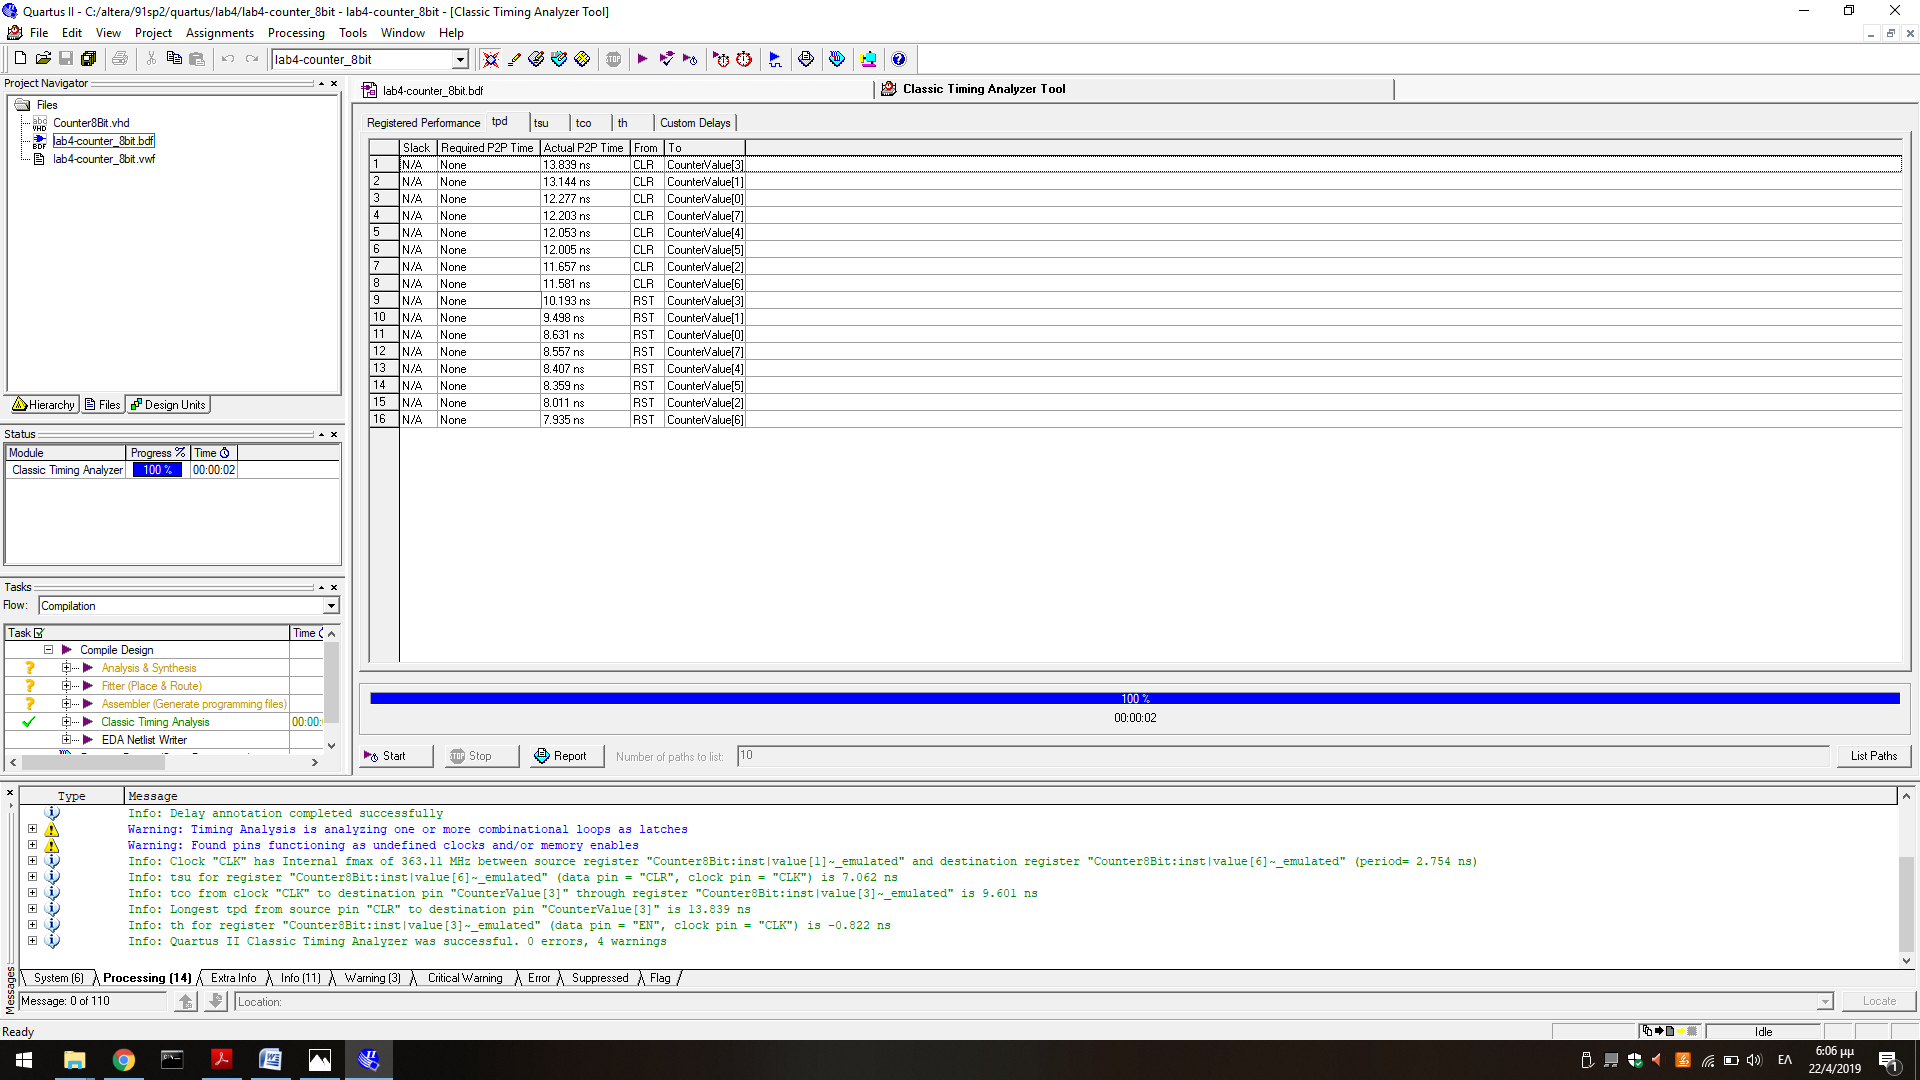 Quartus II - C:/altera/91sp2/quartus/lab4/lab4-counter_8bit - lab4-counter_8bit - [Classic Timing Analyzer Tool]
File Edit View Project Assignments Processing Tools Window Help
lab4-counter_8bit
Project Navigator
Files
Counter8Bit.vhd
lab4-counter_8bit.bdf
lab4-counter_8bit.vwf
Hierarchy Files Design Units
Status
Module Progress % Time
Classic Timing Analyzer 100 % 00:00:02
Tasks
Flow: Compilation
Task Time
Compile Design
Analysis & Synthesis
Fitter (Place & Route)
Assembler (Generate programming files)
Classic Timing Analysis 00:00:
EDA Netlist Writer
lab4-counter_8bit.bdf Classic Timing Analyzer Tool
Registered Performance tpd tsu tco th Custom Delays
Slack Required P2P Time Actual P2P Time From To
1 N/A None 13.839 ns CLR CounterValue[3]
2 N/A None 13.144 ns CLR CounterValue[1]
3 N/A None 12.277 ns CLR CounterValue[0]
4 N/A None 12.203 ns CLR CounterValue[7]
5 N/A None 12.053 ns CLR CounterValue[4]
6 N/A None 12.005 ns CLR CounterValue[5]
7 N/A None 11.657 ns CLR CounterValue[2]
8 N/A None 11.581 ns CLR CounterValue[6]
9 N/A None 10.193 ns RST CounterValue[3]
10 N/A None 9.498 ns RST CounterValue[1]
11 N/A None 8.631 ns RST CounterValue[0]
12 N/A None 8.557 ns RST CounterValue[7]
13 N/A None 8.407 ns RST CounterValue[4]
14 N/A None 8.359 ns RST CounterValue[5]
15 N/A None 8.011 ns RST CounterValue[2]
16 N/A None 7.935 ns RST CounterValue[6]
100 %
00:00:02
Start Stop Report Number of paths to list: 10 List Paths
Type Message
Info: Delay annotation completed successfully
Warning: Timing Analysis is analyzing one or more combinational loops as latches
Warning: Found pins functioning as undefined clocks and/or memory enables
Info: Clock "CLK" has Internal fmax of 363.11 MHz between source register "Counter8Bit:inst|value[1]~_emulated" and destination register "Counter8Bit:inst|value[6]~_emulated" (period= 2.754 ns)
Info: tsu for register "Counter8Bit:inst|value[6]~_emulated" (data pin = "CLR", clock pin = "CLK") is 7.062 ns
Info: tco from clock "CLK" to destination pin "CounterValue[3]" through register "Counter8Bit:inst|value[3]~_emulated" is 9.601 ns
Info: Longest tpd from source pin "CLR" to destination pin "CounterValue[3]" is 13.839 ns
Info: th for register "Counter8Bit:inst|value[3]~_emulated" (data pin = "EN", clock pin = "CLK") is -0.822 ns
Info: Quartus II Classic Timing Analyzer was successful. 0 errors, 4 warnings
Messages
System (6) Processing (14) Extra Info Info (11) Warning (3) Critical Warning Error Suppressed Flag
Message: 0 of 110 Location: Locate
Ready Idle
ΕΛ 6:06 μμ
22/4/2019 1